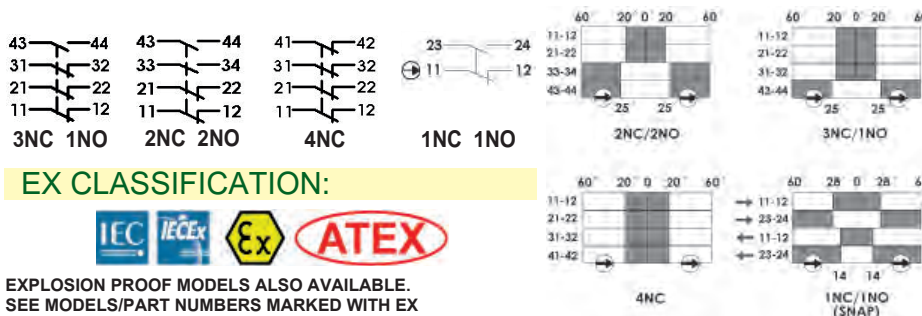 43 44
31 32
21 22
11 12
3NC 1NO
43 44
33 34
21 22
11 12
2NC 2NO
41 42
31 32
21 22
11 12
4NC
23 24
11 12
1NC 1NO
EX CLASSIFICATION:
IEC
IECEx
Ex
ATEX
EXPLOSION PROOF MODELS ALSO AVAILABLE.
SEE MODELS/PART NUMBERS MARKED WITH EX
60° 20° 0 20° 60°
11-12
21-22
33-34
43-44
25 25
2NC/2NO
60 20° 0 20°
11-12
21-22
31-32
43-44
25 25
3NC/1NO
60° 20° 0 20° 60°
11-12
21-22
31-32
41-42
4NC
60 28° 0 28°
→ 11-12
→ 23-24
← 11-12
← 23-24
14 14
1NC/1NO
(SNAP)